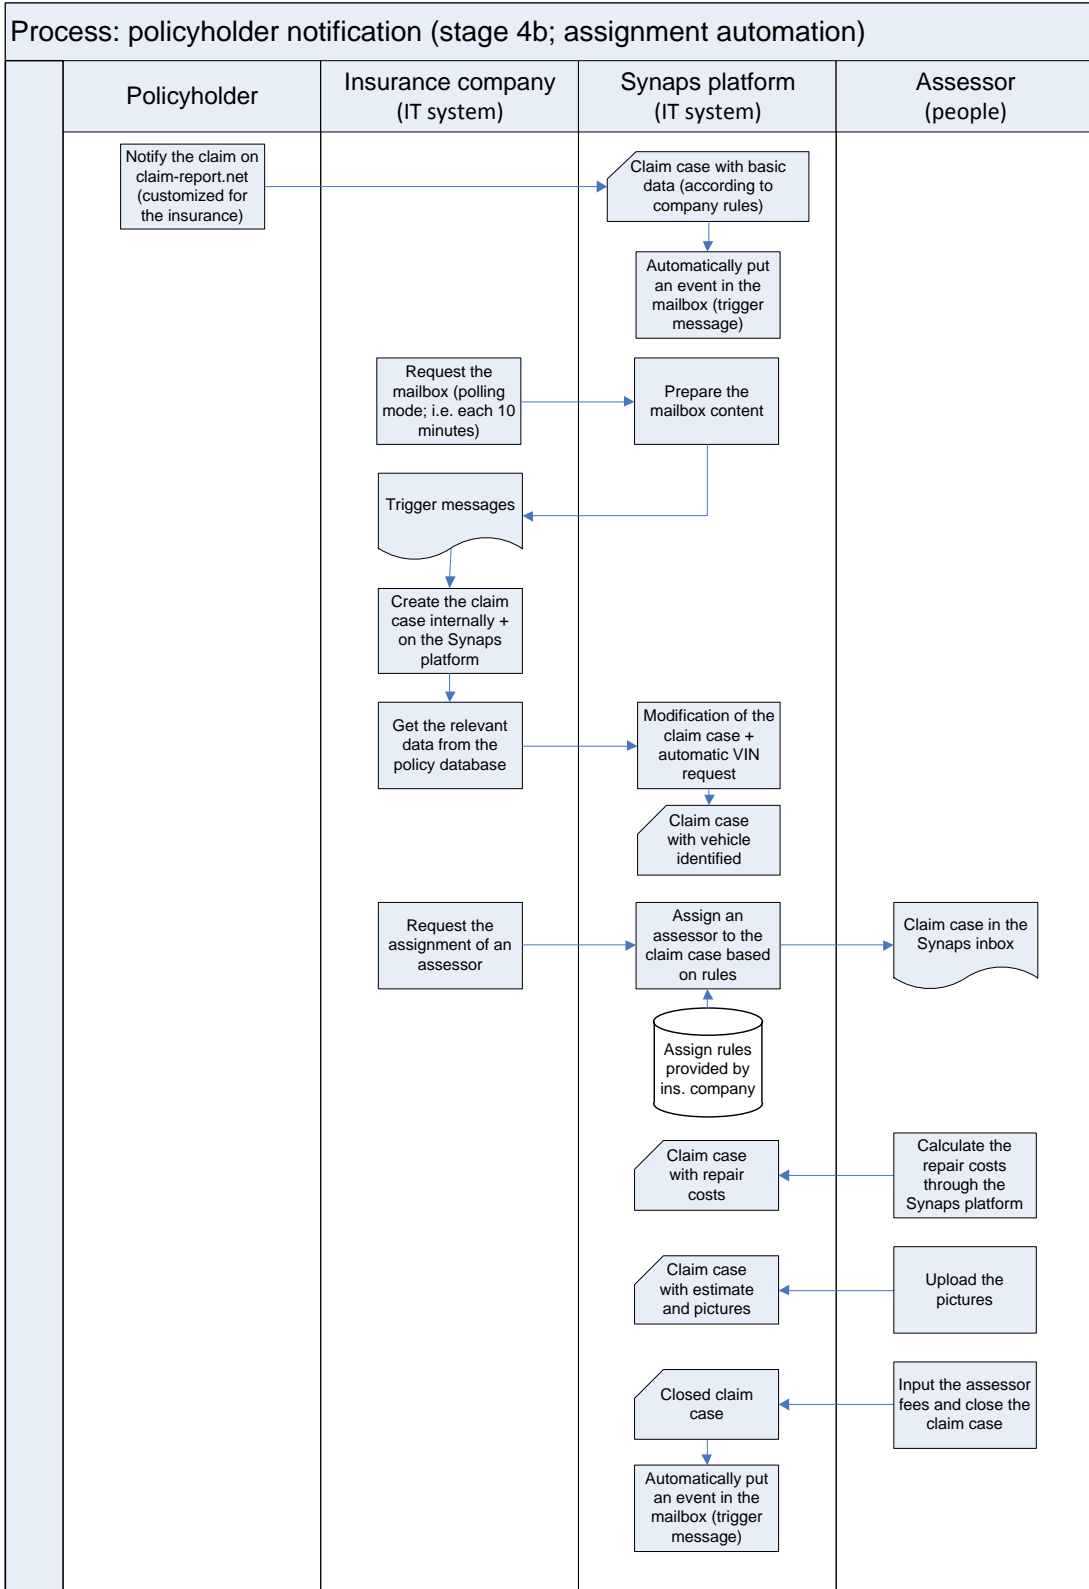 Process: policyholder notification (stage 4b; assignment automation)
Policyholder
Insurance company
(IT system)
Synaps platform
(IT system)
Assessor
(people)
Notify the claim on
claim-report.net
(customized for
the insurance)
Claim case with basic
data (according to
company rules)
Automatically put
an event in the
mailbox (trigger
message)
Request the
mailbox (polling
mode; i.e. each 10
minutes)
Prepare the
mailbox content
Trigger messages
Create the claim
case internally +
on the Synaps
platform
Get the relevant
data from the
policy database
Modification of the
claim case +
automatic VIN
request
Claim case
with vehicle
identified
Request the
assignment of an
assessor
Assign an
assessor to the
claim case based
on rules
Claim case in the
Synaps inbox
Assign rules
provided by
ins. company
Claim case
with repair
costs
Calculate the
repair costs
through the
Synaps platform
Claim case
with estimate
and pictures
Upload the
pictures
Closed claim
case
Input the assessor
fees and close the
claim case
Automatically put
an event in the
mailbox (trigger
message)